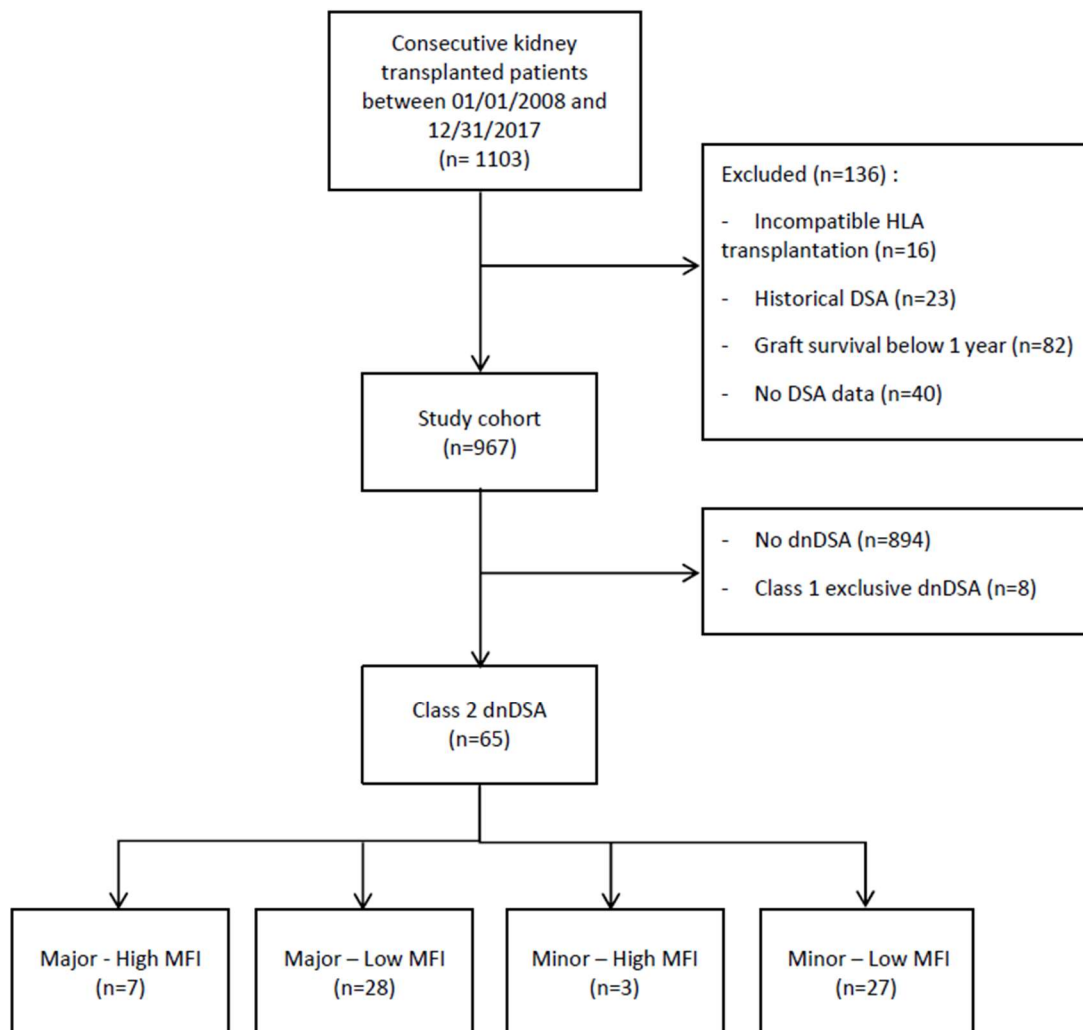 Consecutive kidney
transplanted patients
between 01/01/2008 and
12/31/2017
(n= 1103)
Excluded (n=136) :
- Incompatible HLA
transplantation (n=16)
- Historical DSA (n=23)
- Graft survival below 1 year (n=82)
- No DSA data (n=40)
Study cohort
(n=967)
- No dnDSA (n=894)
- Class 1 exclusive dnDSA (n=8)
Class 2 dnDSA
(n=65)
Major - High MFI
(n=7)
Major – Low MFI
(n=28)
Minor – High MFI
(n=3)
Minor – Low MFI
(n=27)